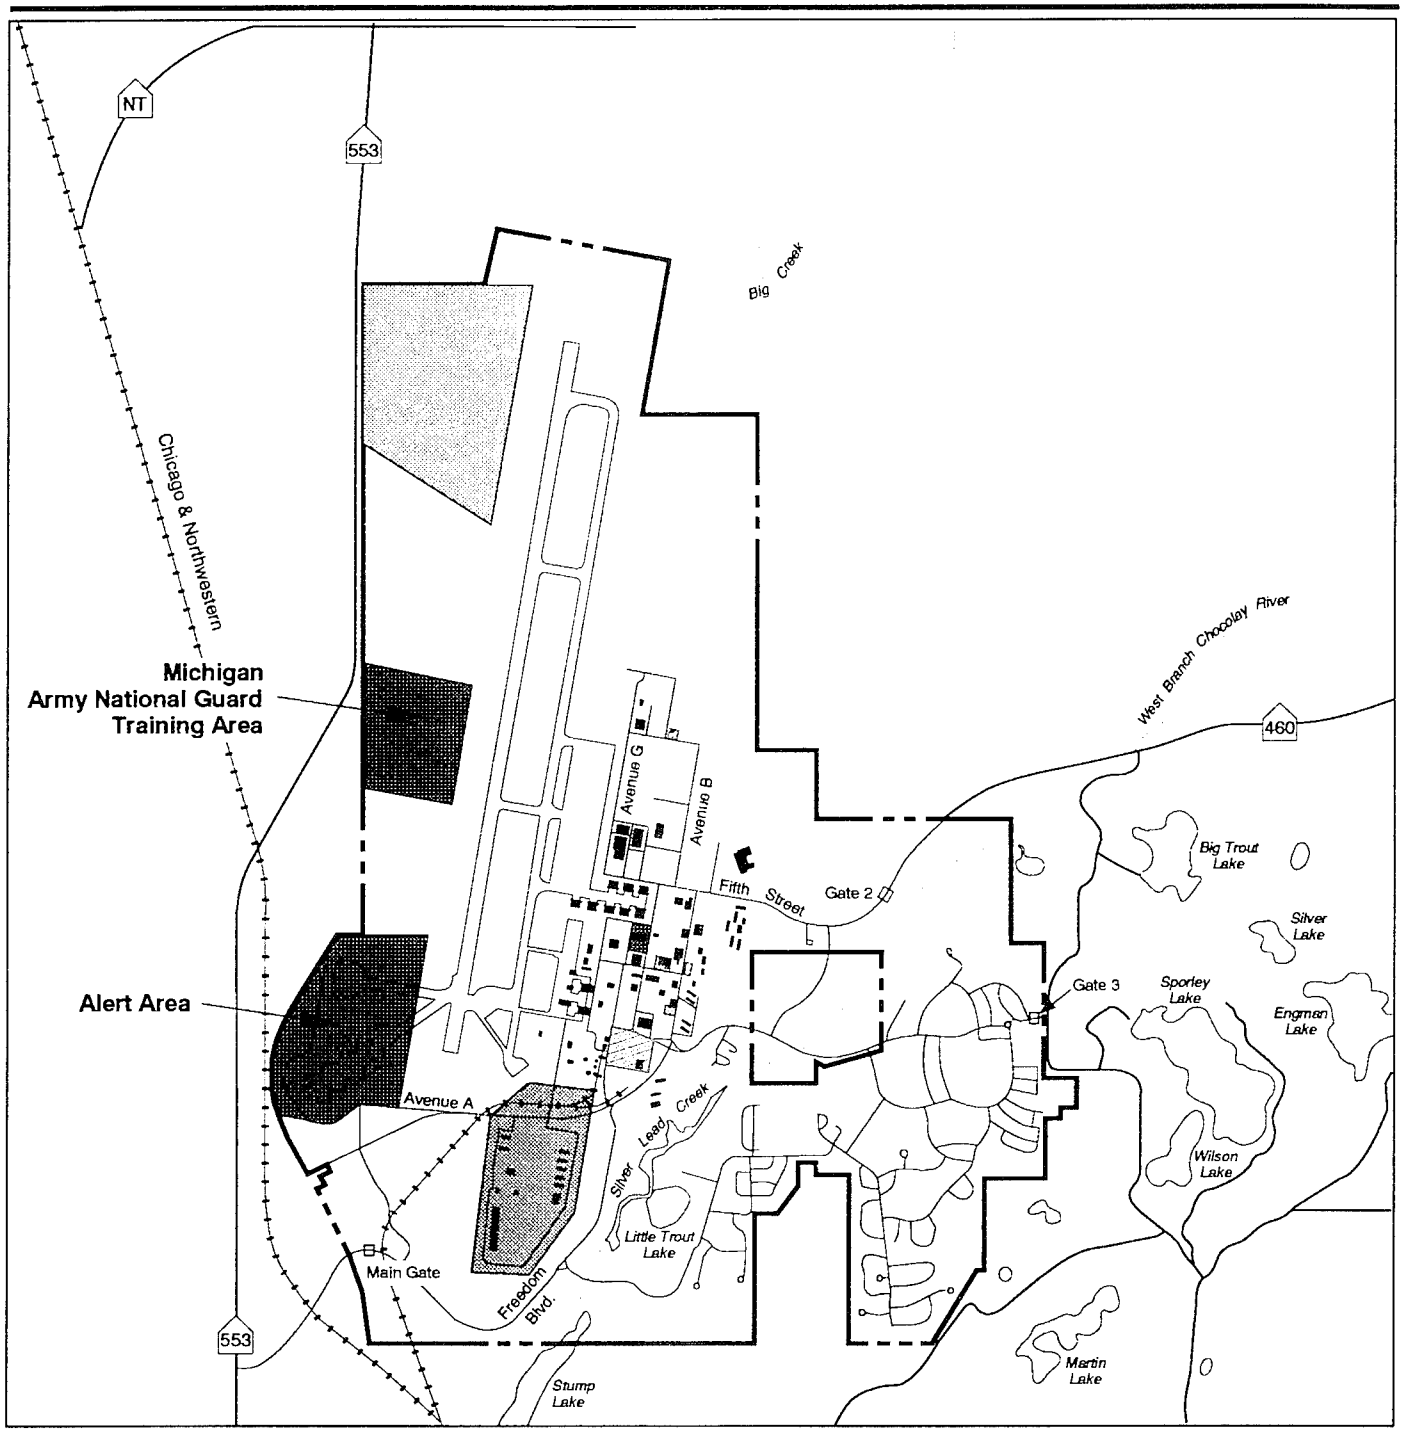 NT
553
Big Creek
Chicago & Northwestern
West Branch Chocolay River
Michigan
Army National Guard
Training Area
460
Avenue G
Avenue B
Big Trout
Lake
Fifth Street
Gate 2
Silver
Lake
Alert Area
Gate 3
Sporley
Lake
Engman
Lake
Avenue A
Silver Lead Creek
Wilson
Lake
Little Trout
Lake
Main Gate
Freedom
Blvd.
553
Martin
Lake
Stump
Lake